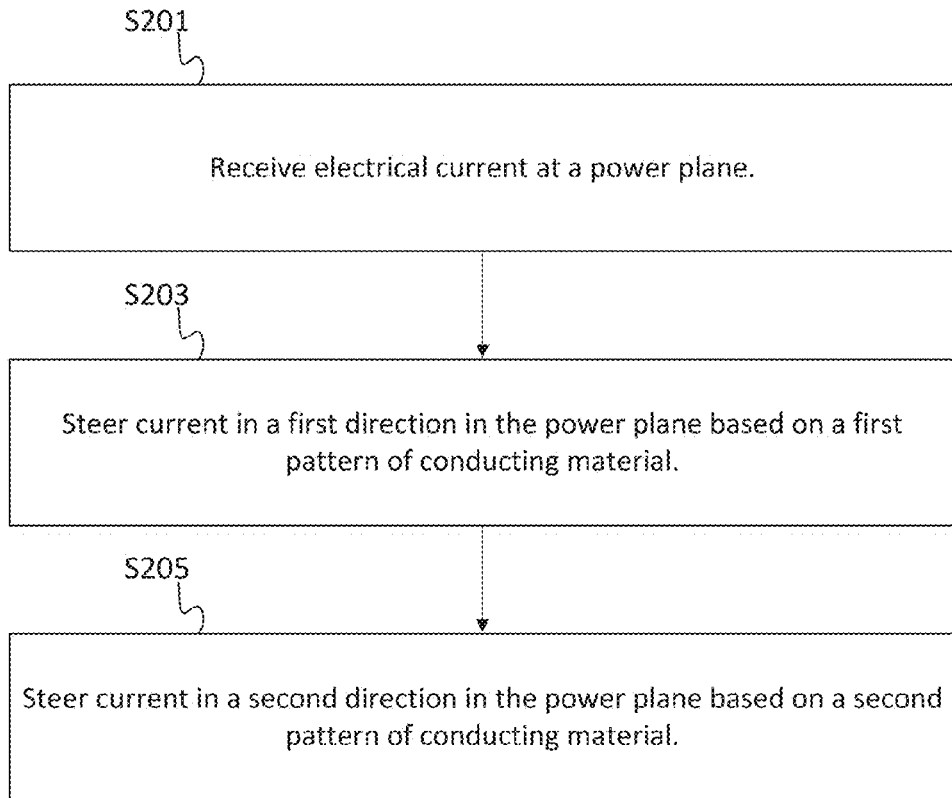 S201
Receive electrical current at a power plane.
S203
Steer current in a first direction in the power plane based on a first
pattern of conducting material.
S205
Steer current in a second direction in the power plane based on a second
pattern of conducting material.